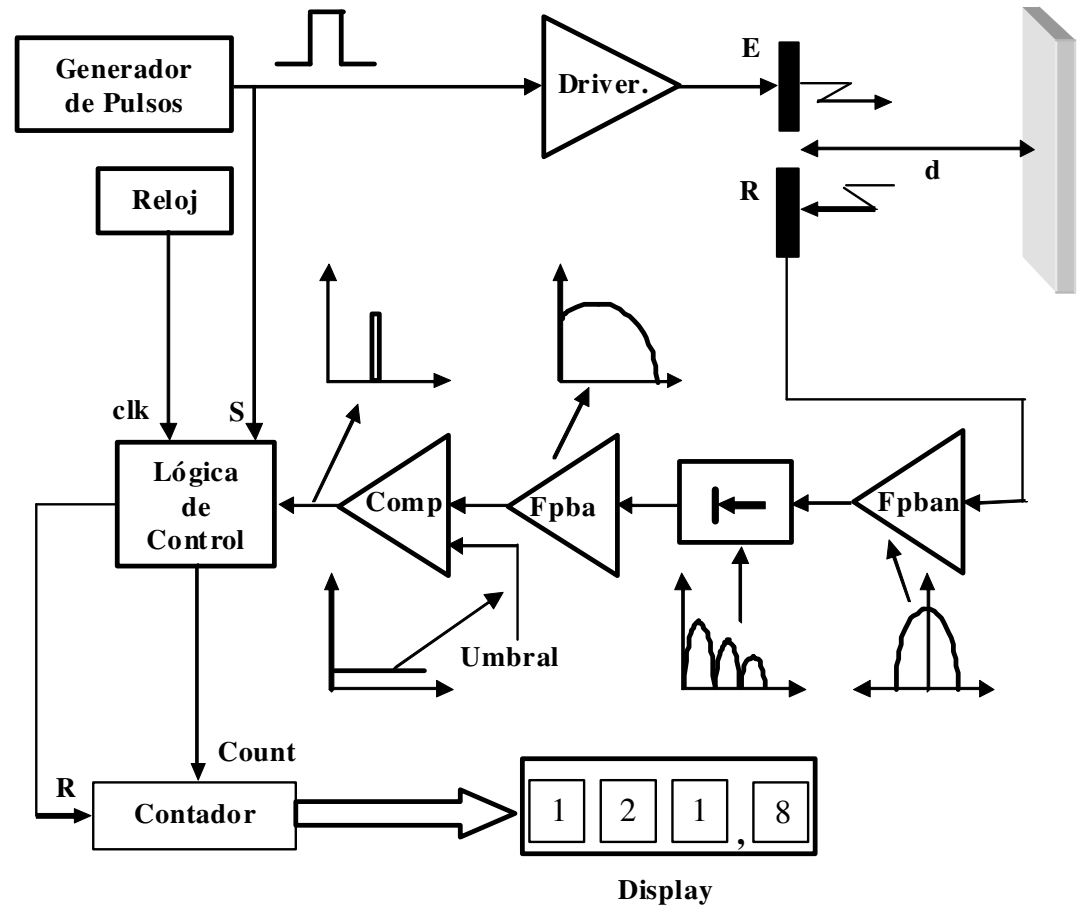 Generador
de Pulsos
Driver.
E
Reloj
R
d
clk
S
Lógica
de
Control
Comp
Fpba
Fpban
Umbral
Count
R
Contador
1 2 1 , 8
Display